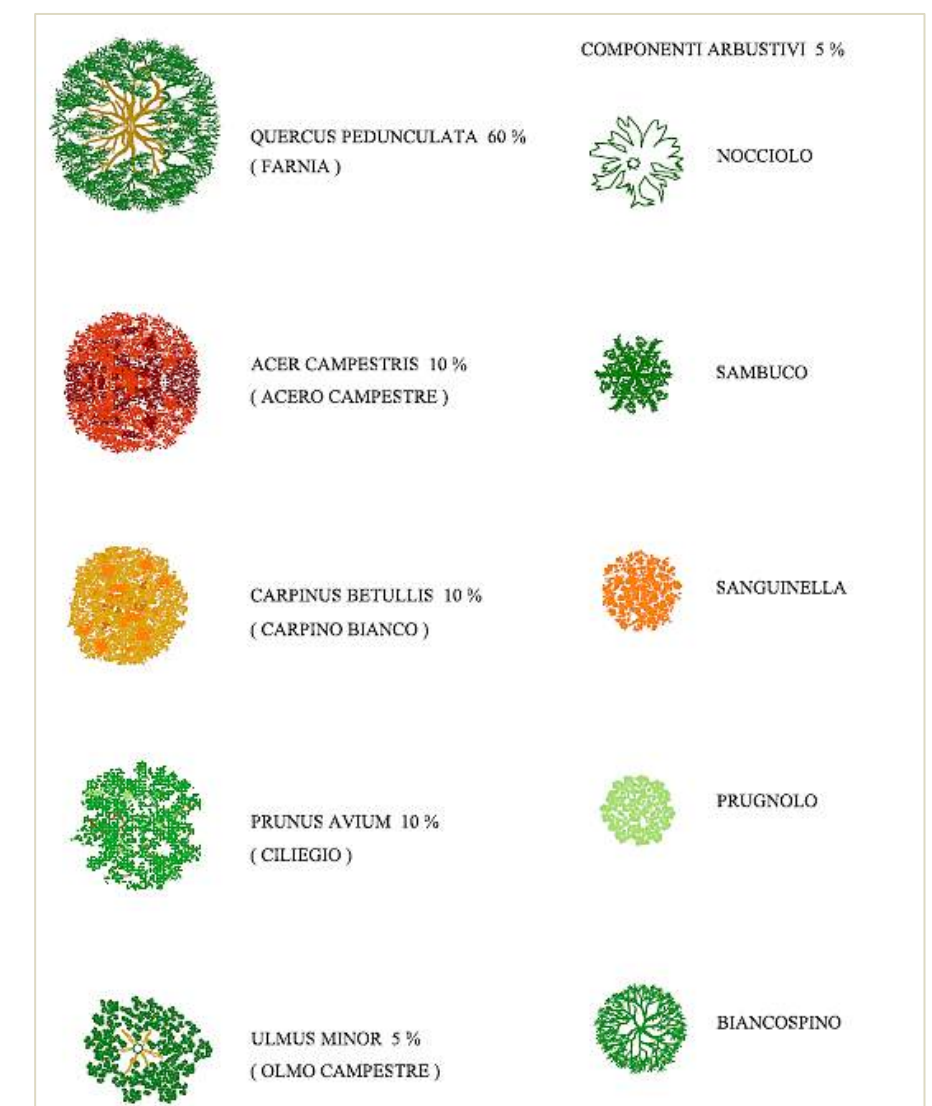 QUERCUS PEDUNCULATA 60 %
( FARNIA )
ACER CAMPESTRIS 10 %
( ACERO CAMPESTRE )
CARPINUS BETULLIS 10 %
( CARPINO BIANCO )
PRUNUS AVIUM 10 %
( CILIEGIO )
ULMUS MINOR 5 %
( OLMO CAMPESTRE )
COMPONENTI ARBUSTIVI 5 %
NOCCIOLO
SAMBUCO
SANGUINELLA
PRUGNOLO
BIANCOSPINO